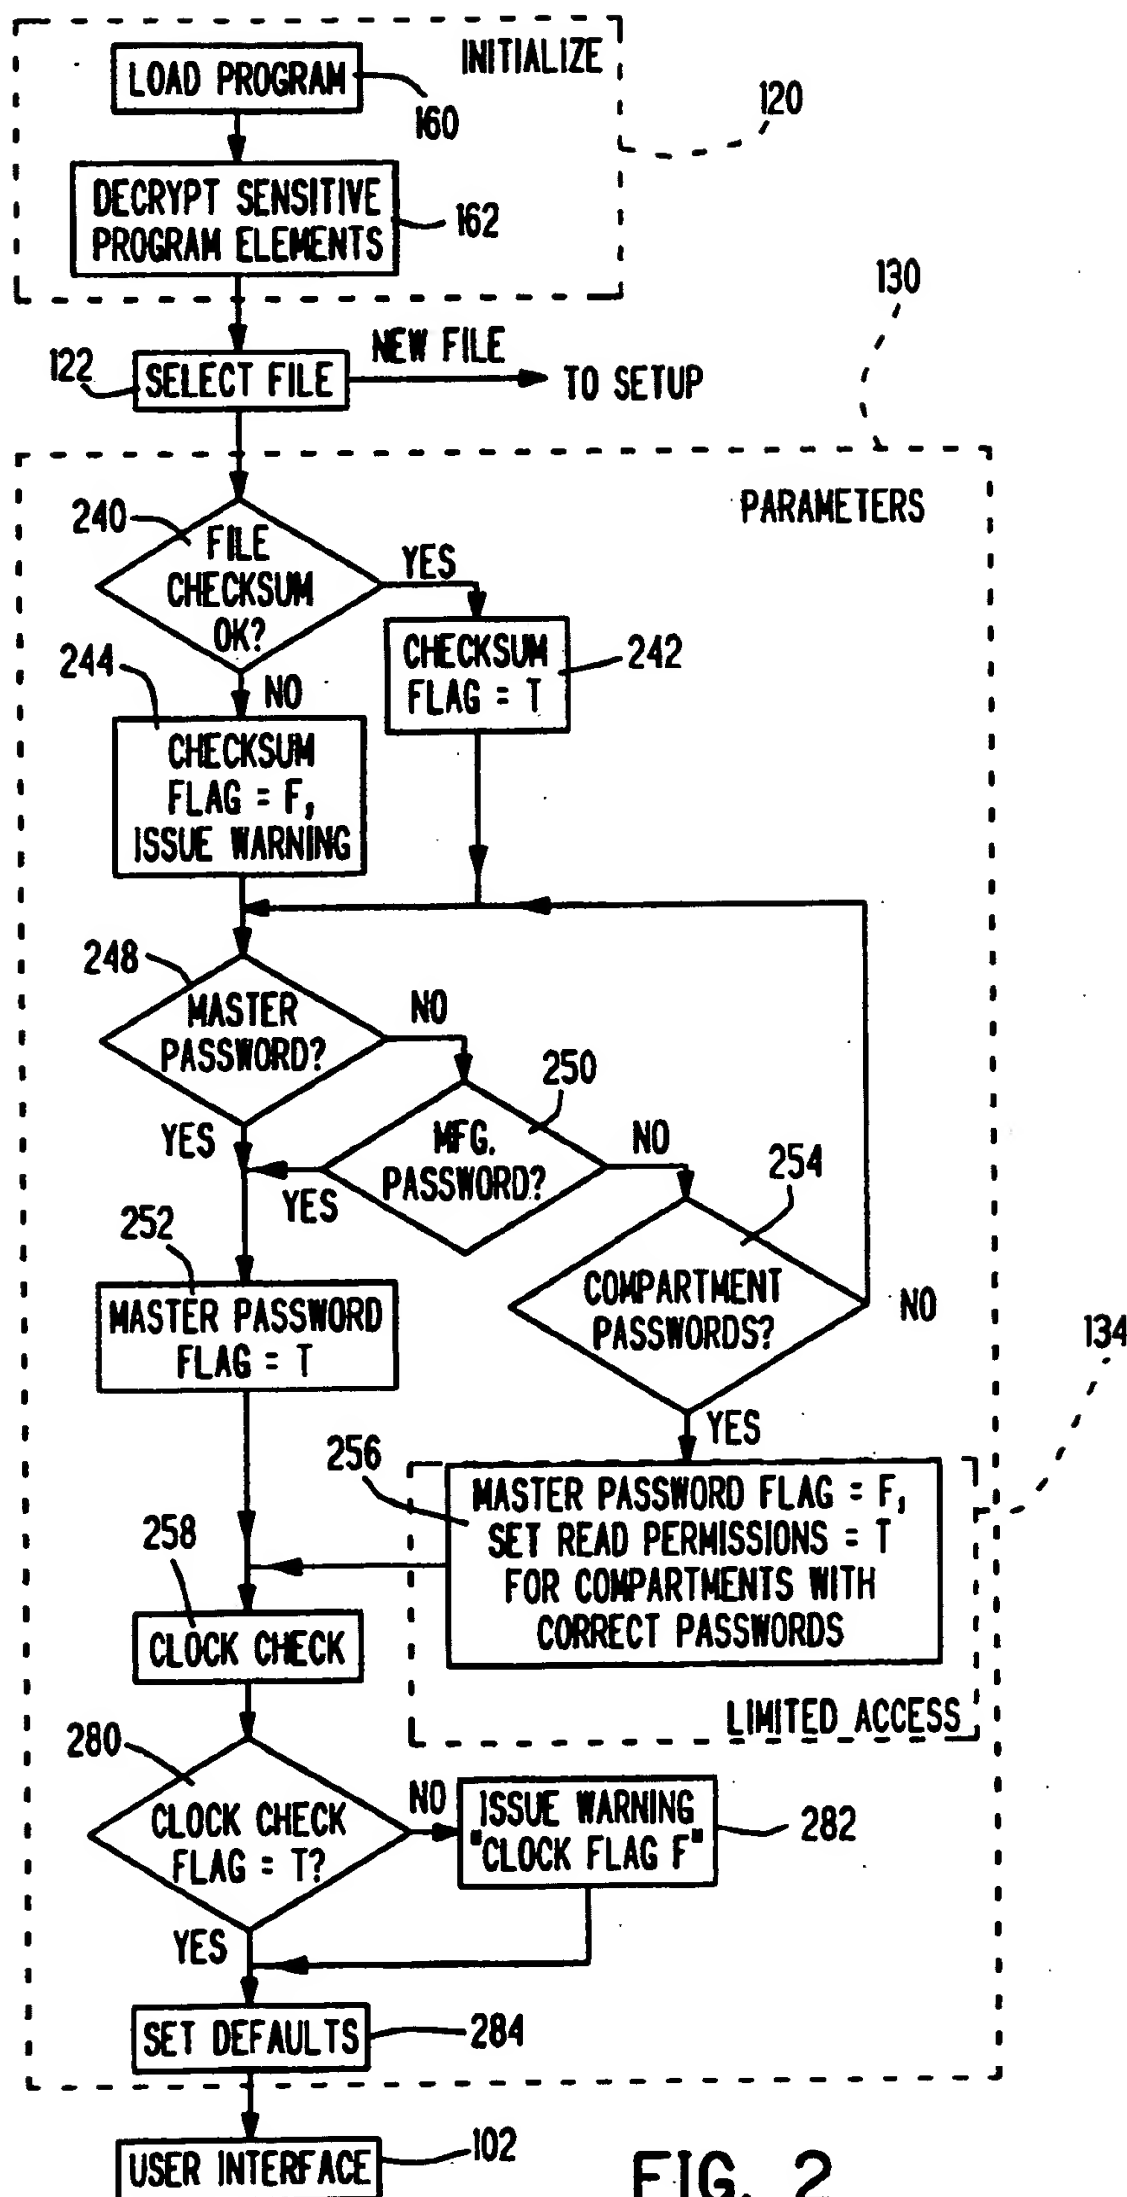 INITIALIZE
LOAD PROGRAM
160
120
DECRYPT SENSITIVE
PROGRAM ELEMENTS
162
130
122
SELECT FILE
NEW FILE
TO SETUP
PARAMETERS
240
FILE
CHECKSUM
OK?
YES
244
NO
CHECKSUM
FLAG = T
242
CHECKSUM
FLAG = F,
ISSUE WARNING
248
MASTER
PASSWORD?
NO
250
YES
MFG.
PASSWORD?
NO
YES
254
252
MASTER PASSWORD
FLAG = T
COMPARTMENT
PASSWORDS?
NO
134
YES
256
MASTER PASSWORD FLAG = F,
SET READ PERMISSIONS = T
FOR COMPARTMENTS WITH
CORRECT PASSWORDS
258
CLOCK CHECK
LIMITED ACCESS
280
CLOCK CHECK
FLAG = T?
NO
ISSUE WARNING
"CLOCK FLAG F"
282
YES
SET DEFAULTS
284
USER INTERFACE
102
FIG. 2